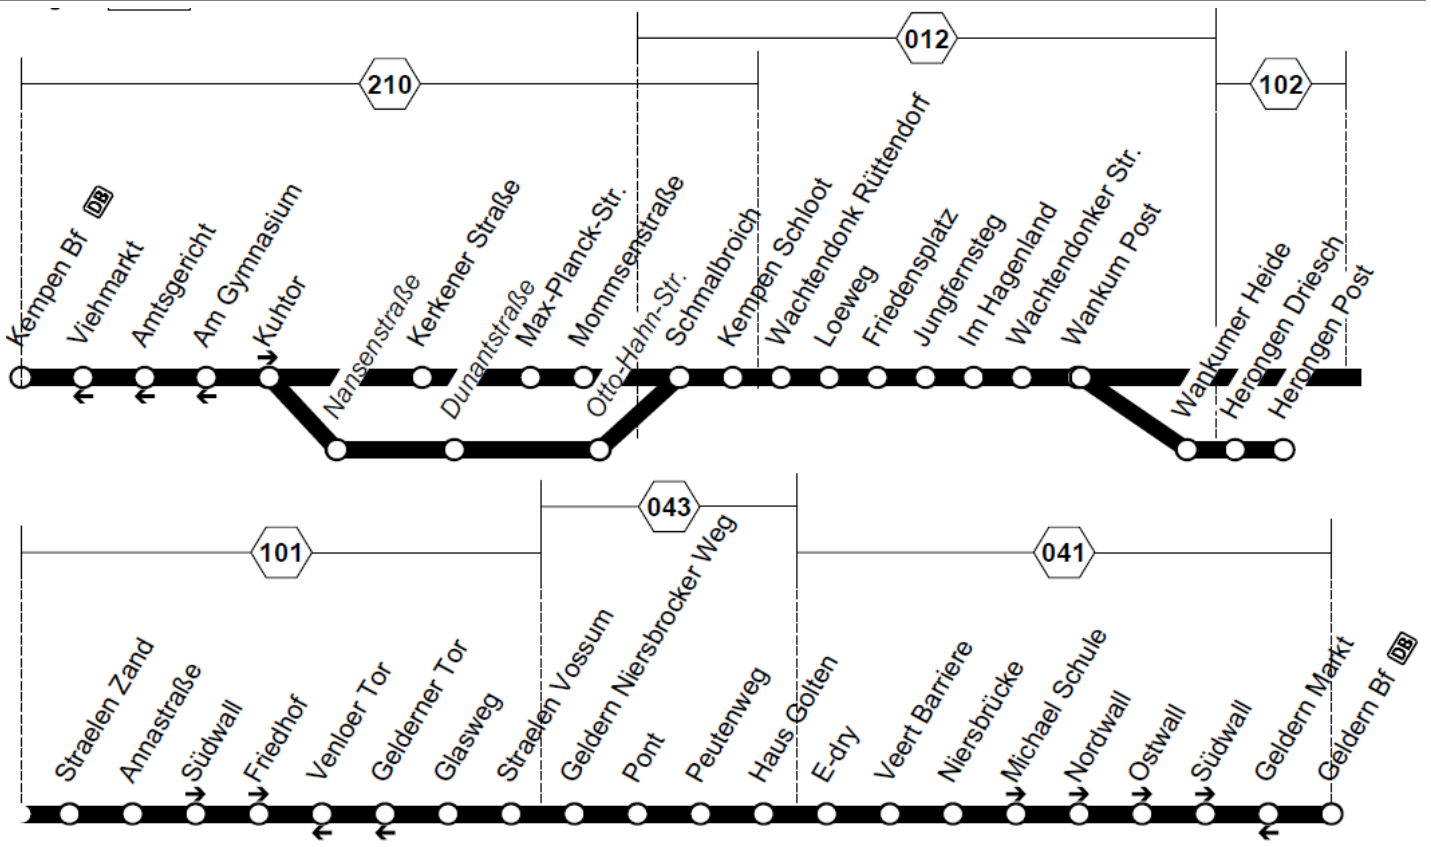 012
210
102
Kempen Bf DB
Viehmarkt
Amtsgericht
Am Gymnasium
Kuhtor
Nansenstraße
Kerkener Straße
Dunantstraße
Max-Planck-Str.
Mommsenstraße
Otto-Hahn-Str.
Schmalbroich
Kempen Schloot
Wachtendonk Rüttendorf
Loeweg
Friedensplatz
Jungfernsteg
Im Hagenland
Wachtendonker Str.
Wankum Post
Wankumer Heide
Herongen Driesch
Herongen Post
043
101
041
Straelen Zand
Annastraße
Südwall
Friedhof
Venloer Tor
Gelderner Tor
Glasweg
Straelen Vossum
Geldern Niersbrocker Weg
Pont
Peutenweg
Haus Golten
E-dry
Veert Barriere
Niersbrücke
Michael Schule
Nordwall
Ostwall
Südwall
Geldern Markt
Geldern Bf DB